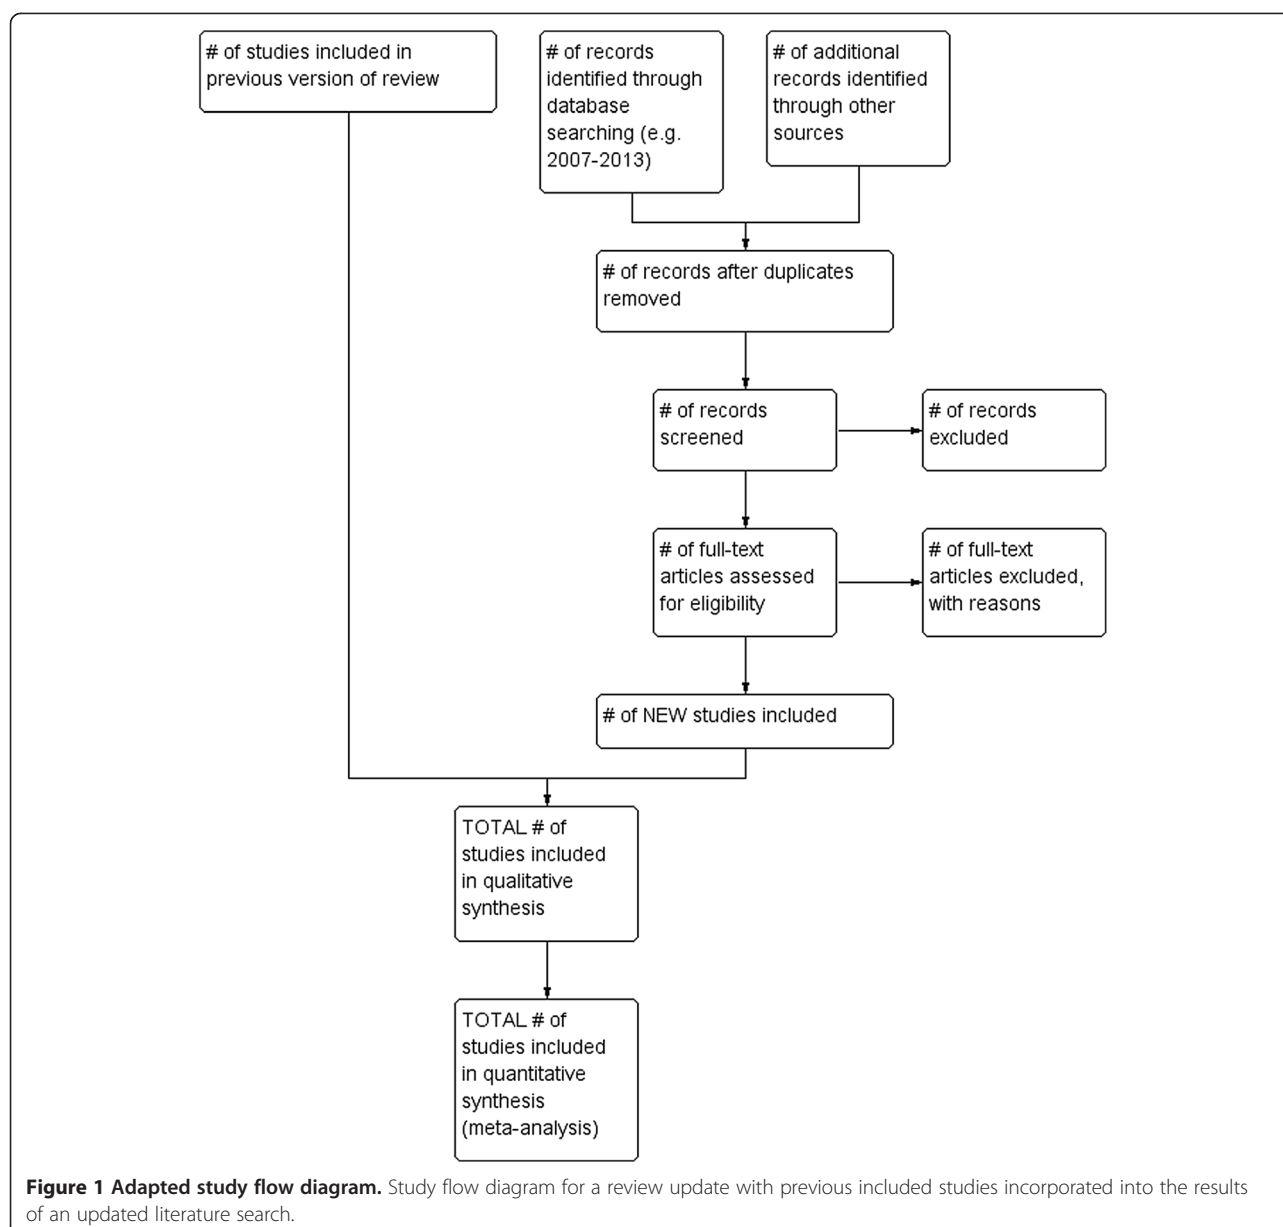 # of studies included in
previous version of review
# of records
identified through
database
searching (e.g.
2007-2013)
# of additional
records identified
through other
sources
# of records after duplicates
removed
# of records
screened
# of records
excluded
# of full-text
articles assessed
for eligibility
# of full-text
articles excluded,
with reasons
# of NEW studies included
TOTAL # of
studies included
in qualitative
synthesis
TOTAL # of
studies included
in quantitative
synthesis
(meta-analysis)
Figure 1 Adapted study flow diagram. Study flow diagram for a review update with previous included studies incorporated into the results
of an updated literature search.